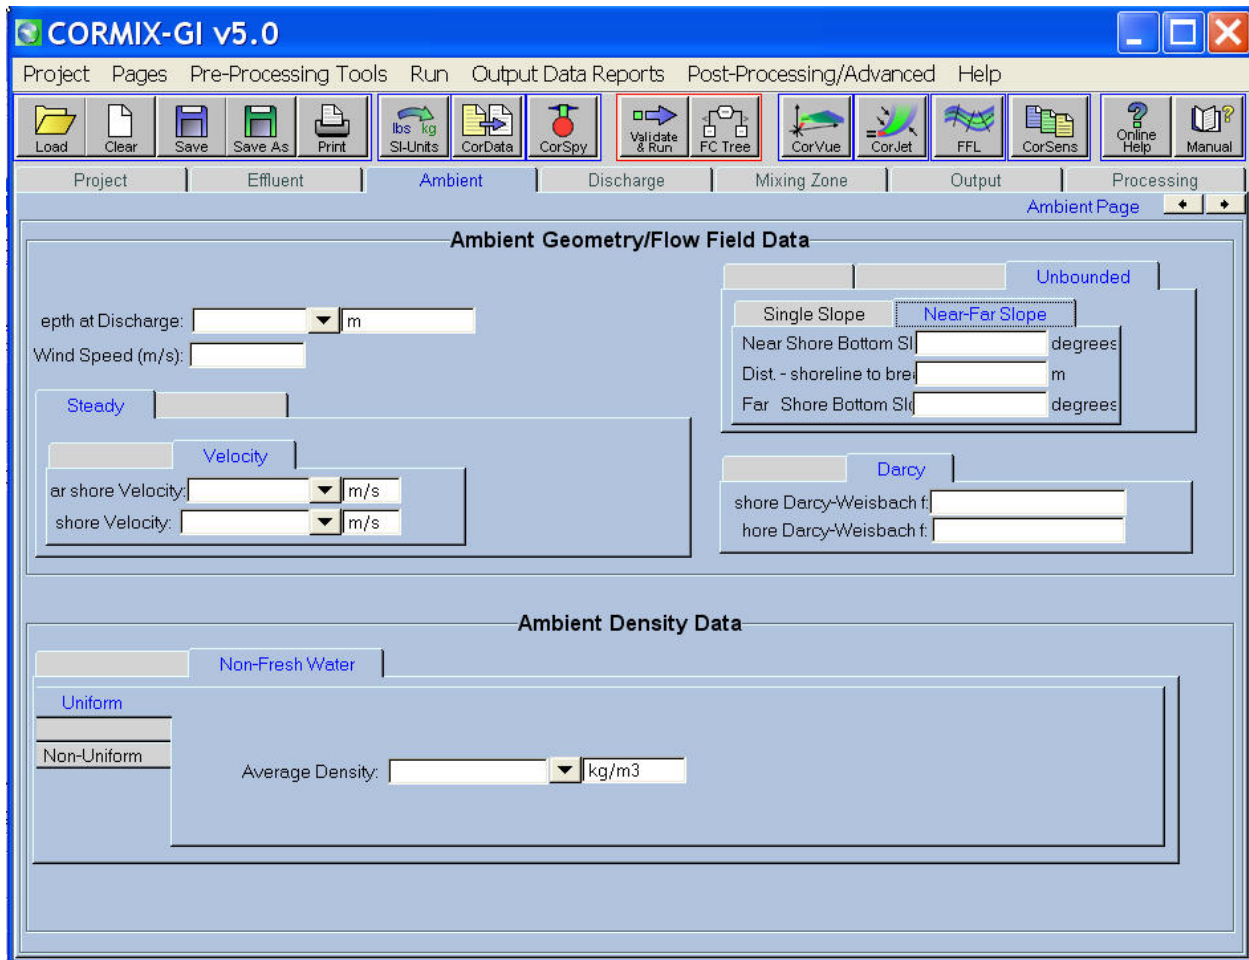 CORMIX-GI v5.0
Project Pages Pre-Processing Tools Run Output Data Reports Post-Processing/Advanced Help
Load Clear Save Save As Print lbs kg SI-Units CorData CorSpy Validate & Run FC Tree CorVue CorJet FFL CorSens Online Help Manual
Project Effluent Ambient Discharge Mixing Zone Output Processing
Ambient Page
Ambient Geometry/Flow Field Data
Unbounded
epth at Discharge: m
Single Slope Near-Far Slope
Near Shore Bottom Sl degrees
Wind Speed (m/s):
Dist. - shoreline to brea m
Far Shore Bottom Slo degrees
Steady
Velocity
ar shore Velocity: m/s
shore Velocity: m/s
Darcy
shore Darcy-Weisbach f:
hore Darcy-Weisbach f:
Ambient Density Data
Non-Fresh Water
Uniform
Non-Uniform
Average Density: kg/m3